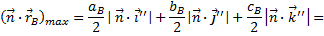 (n⃗·r⃗_B)_max = a_B/2 |n⃗·i⃗''| + b_B/2 |n⃗·j⃗''| + c_B/2 |n⃗·k⃗''| =